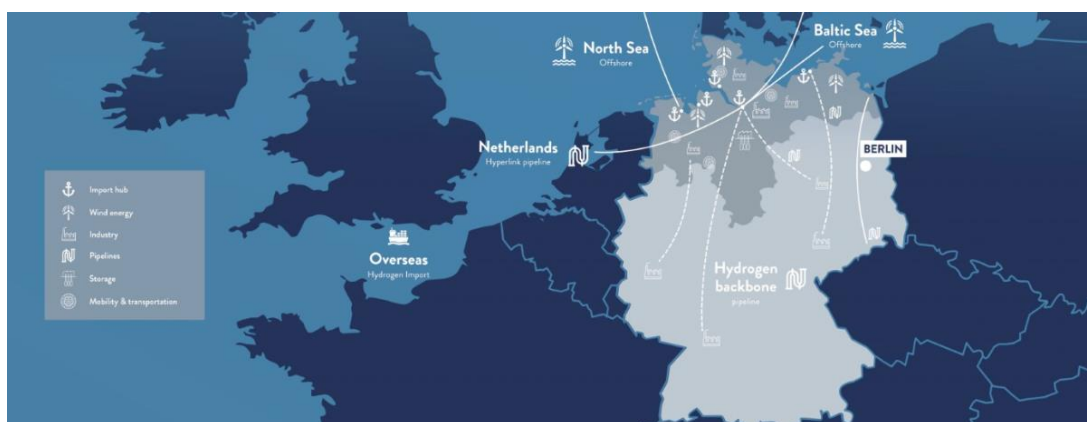 North Sea
Offshore
Baltic Sea
Offshore
Netherlands
Hyperlink pipeline
BERLIN
Import hub
Wind energy
Industry
Pipelines
Storage
Mobility & transportation
Overseas
Hydrogen Import
Hydrogen
backbone
pipeline